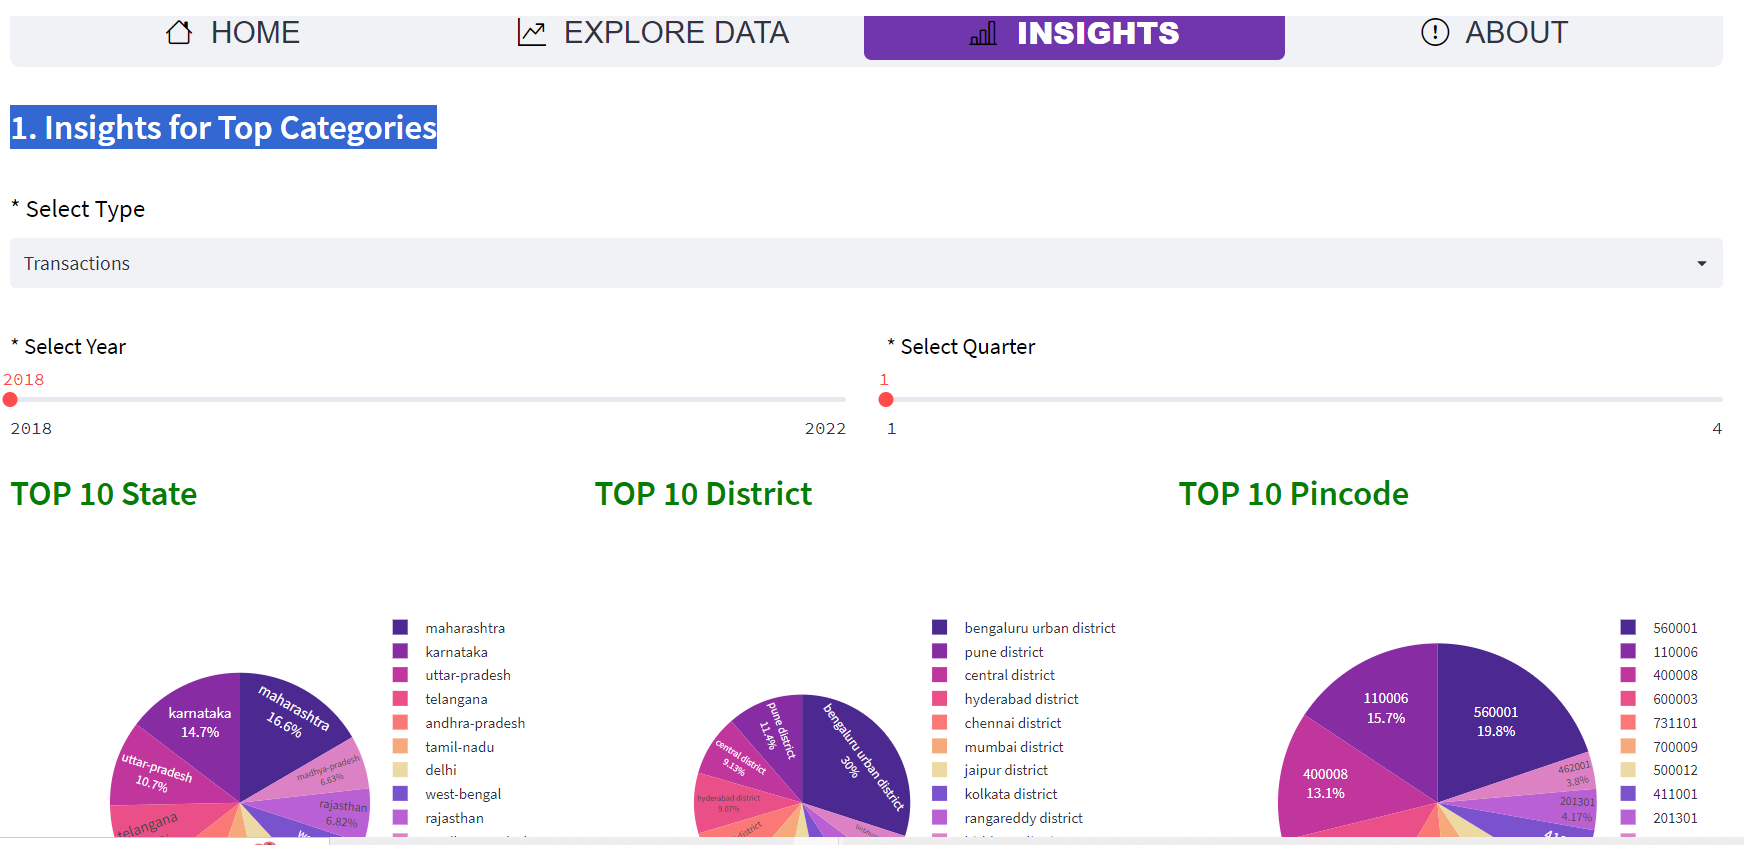 HOME
EXPLORE DATA
INSIGHTS
ABOUT
1. Insights for Top Categories
* Select Type
Transactions
* Select Year
2018
2018
2022
* Select Quarter
1
1
4
TOP 10 State
maharashtra
16.6%
karnataka
14.7%
uttar-pradesh
10.7%
telangana
madhya-pradesh
6.63%
rajasthan
6.82%
maharashtra
karnataka
uttar-pradesh
telangana
andhra-pradesh
tamil-nadu
delhi
west-bengal
rajasthan
TOP 10 District
bengaluru urban district
30%
pune district
11.4%
central district
9.13%
hyderabad district
9.07%
district
bengaluru urban district
pune district
central district
hyderabad district
chennai district
mumbai district
jaipur district
kolkata district
rangareddy district
TOP 10 Pincode
560001
19.8%
110006
15.7%
400008
13.1%
462001
3.8%
201301
4.17%
560001
110006
400008
600003
731101
700009
500012
411001
201301